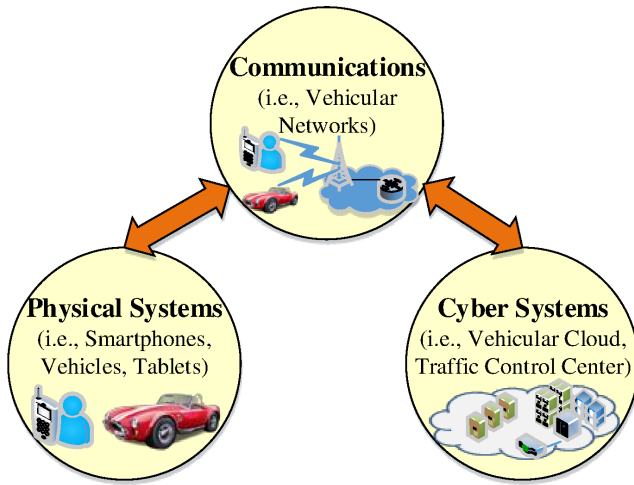 Communications
(i.e., Vehicular
Networks)
Physical Systems
(i.e., Smartphones,
Vehicles, Tablets)
Cyber Systems
(i.e., Vehicular Cloud,
Traffic Control Center)